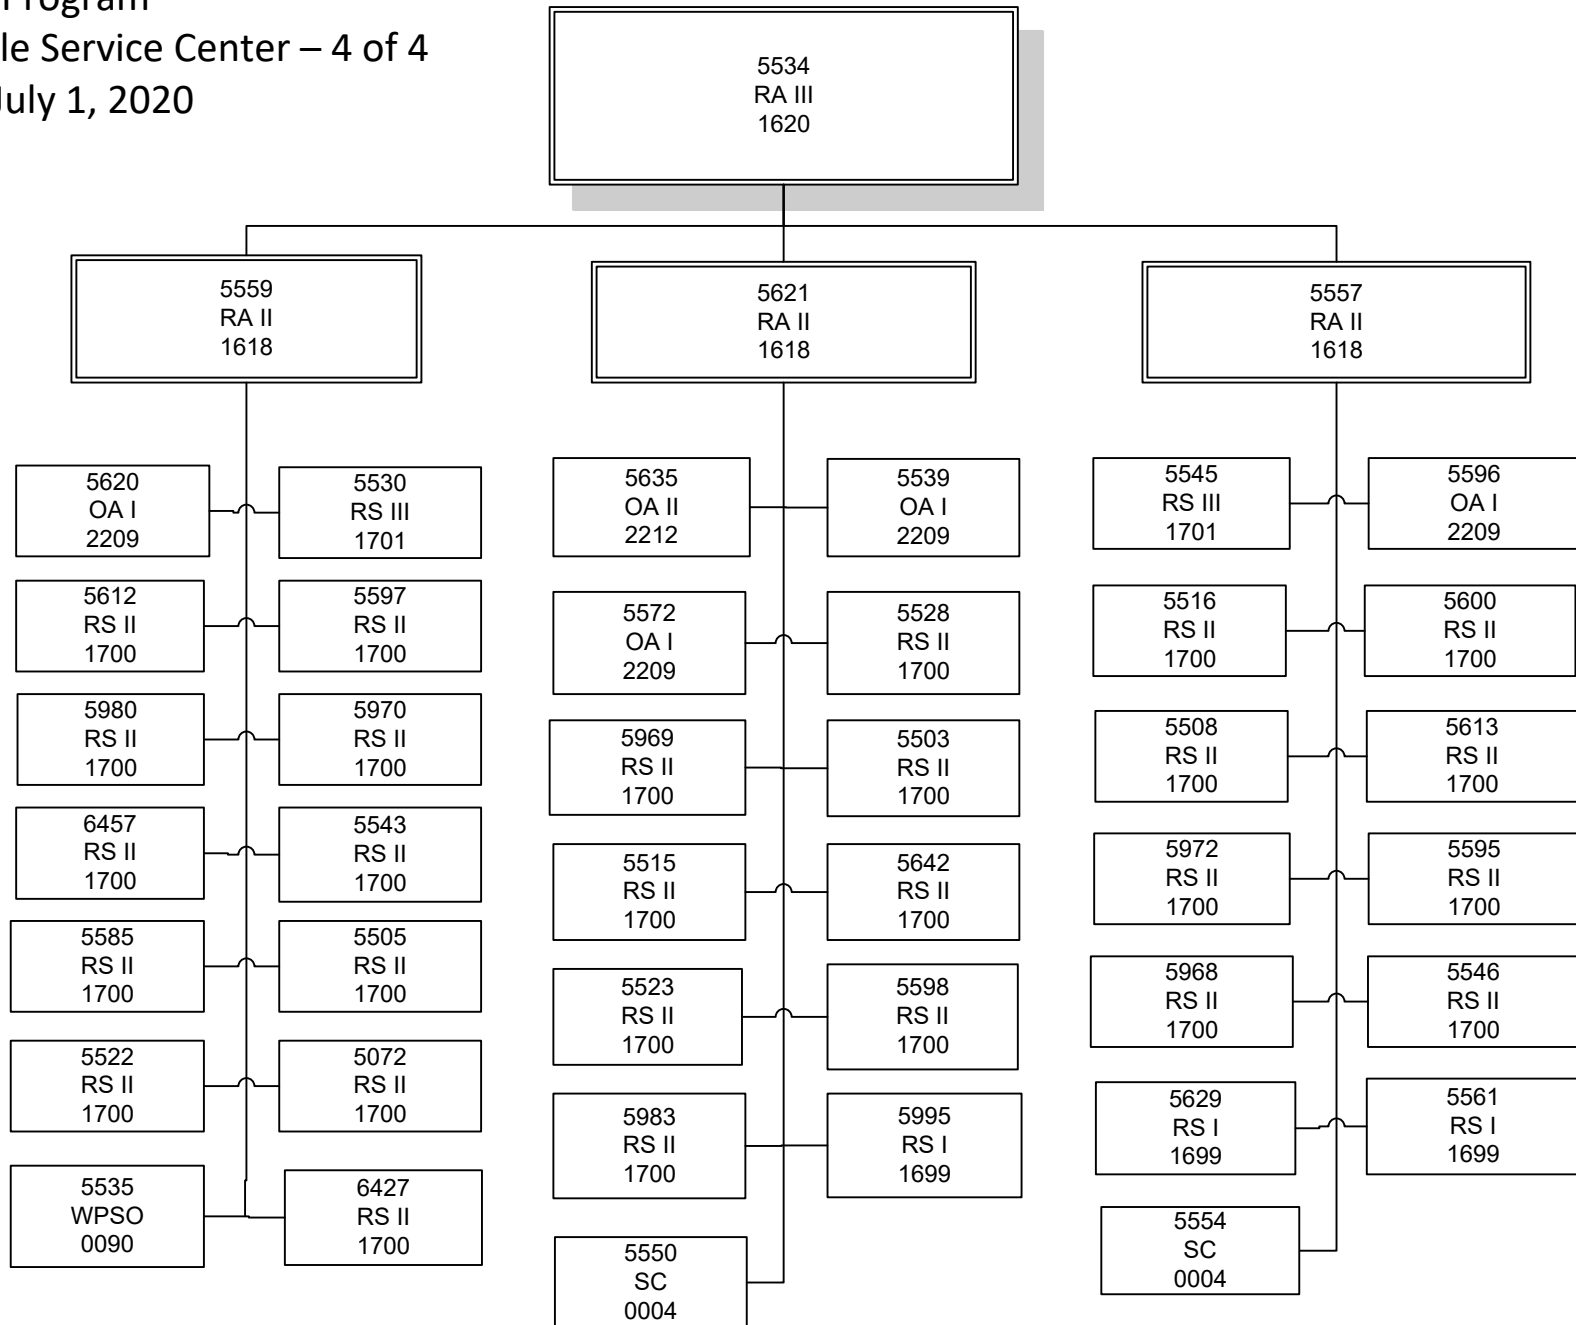 Program
le Service Center – 4 of 4
July 1, 2020
5534
RA III
1620
5559
RA II
1618
5621
RA II
1618
5557
RA II
1618
5620
OA I
2209
5530
RS III
1701
5612
RS II
1700
5597
RS II
1700
5980
RS II
1700
5970
RS II
1700
6457
RS II
1700
5543
RS II
1700
5585
RS II
1700
5505
RS II
1700
5522
RS II
1700
5072
RS II
1700
5535
WPSO
0090
6427
RS II
1700
5635
OA II
2212
5539
OA I
2209
5572
OA I
2209
5528
RS II
1700
5969
RS II
1700
5503
RS II
1700
5515
RS II
1700
5642
RS II
1700
5523
RS II
1700
5598
RS II
1700
5983
RS II
1700
5995
RS I
1699
5550
SC
0004
5545
RS III
1701
5596
OA I
2209
5516
RS II
1700
5600
RS II
1700
5508
RS II
1700
5613
RS II
1700
5972
RS II
1700
5595
RS II
1700
5968
RS II
1700
5546
RS II
1700
5629
RS I
1699
5561
RS I
1699
5554
SC
0004